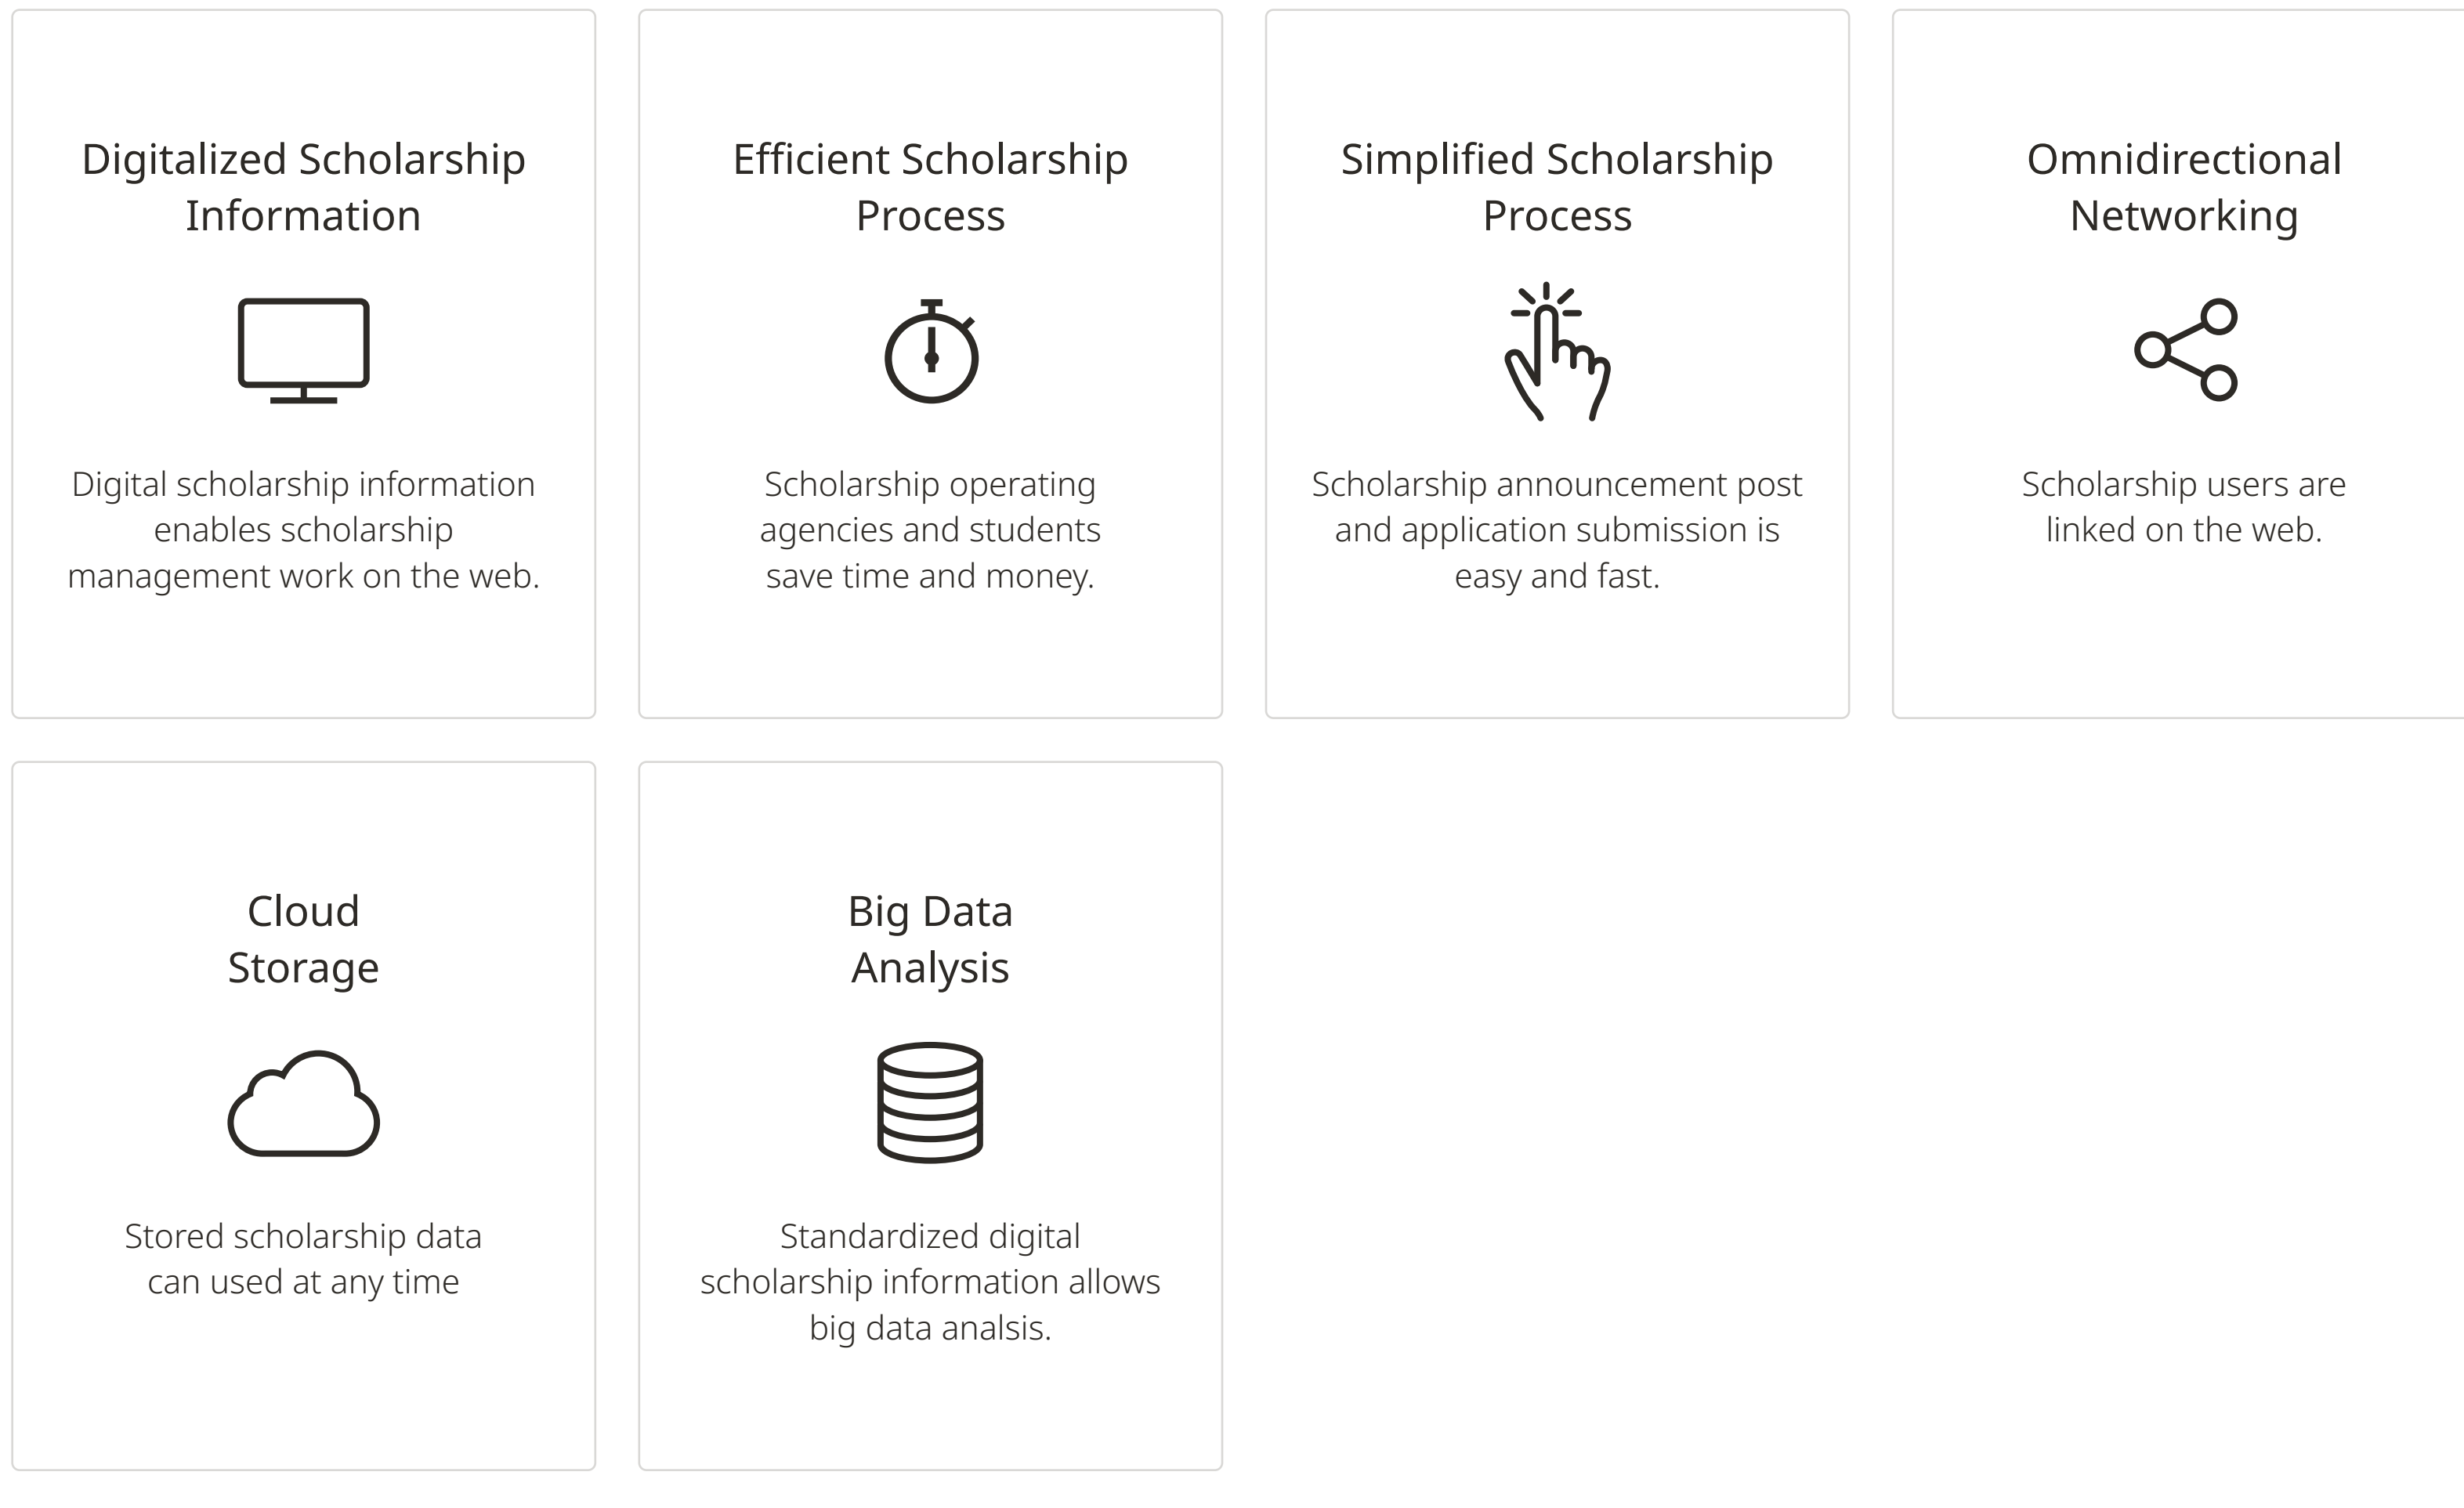 Digitalized Scholarship
Information
Digital scholarship information
enables scholarship
management work on the web.
Efficient Scholarship
Process
Scholarship operating
agencies and students
save time and money.
Simplified Scholarship
Process
Scholarship announcement post
and application submission is
easy and fast.
Omnidirectional
Networking
Scholarship users are
linked on the web.
Cloud
Storage
Stored scholarship data
can used at any time
Big Data
Analysis
Standardized digital
scholarship information allows
big data analsis.